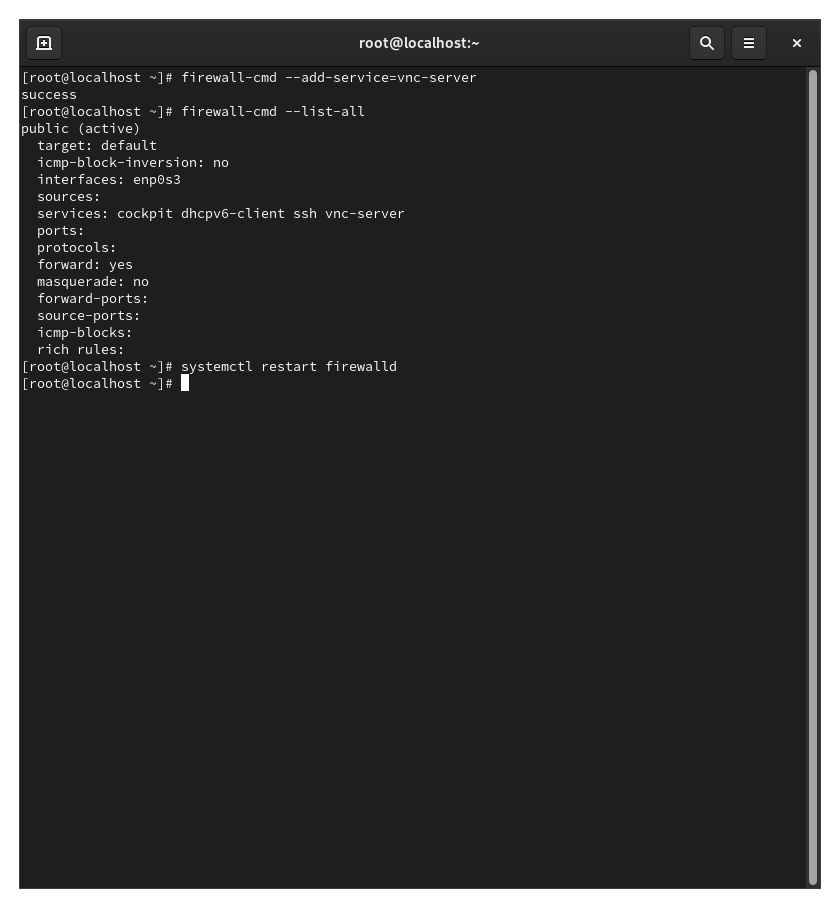 root@localhost:~
[root@localhost ~]# firewall-cmd --add-service=vnc-server
success
[root@localhost ~]# firewall-cmd --list-all
public (active)
  target: default
  icmp-block-inversion: no
  interfaces: enp0s3
  sources:
  services: cockpit dhcpv6-client ssh vnc-server
  ports:
  protocols:
  forward: yes
  masquerade: no
  forward-ports:
  source-ports:
  icmp-blocks:
  rich rules:
[root@localhost ~]# systemctl restart firewalld
[root@localhost ~]#